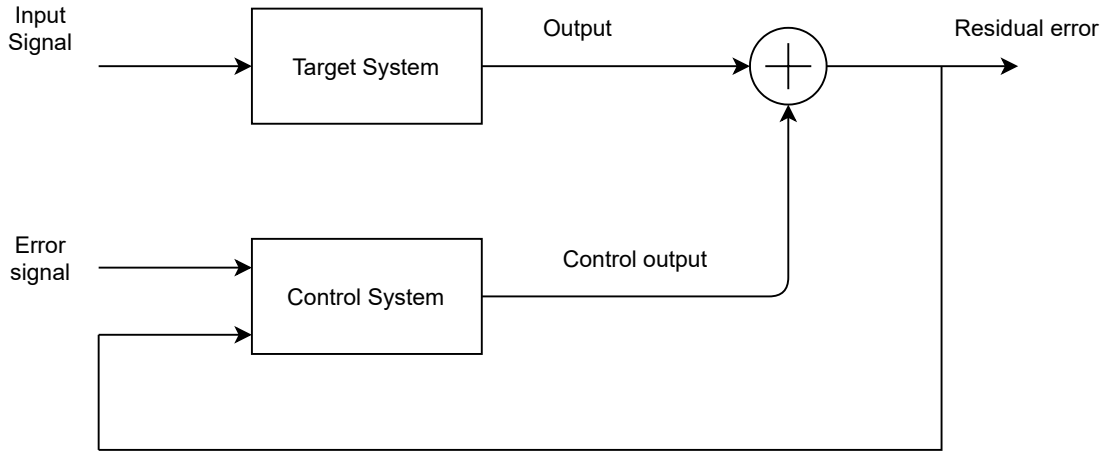 Input
Signal
Output
Residual error
Target System
Error
signal
Control output
Control System